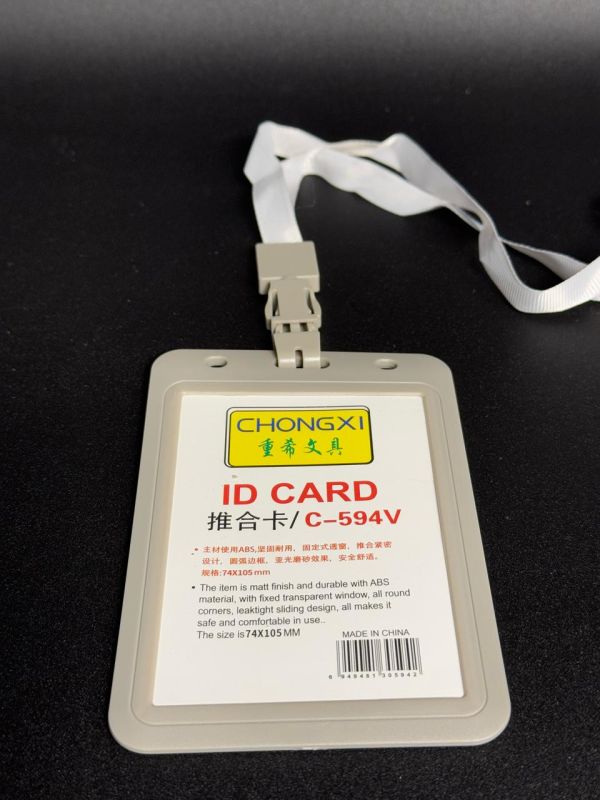 CHONGXI
重希文具
ID CARD
推合卡/C-594V
• 主材使用ABS,坚固耐用，固定式透窗，推合紧密
设计，圆弧边框，亚光磨砂效果，安全舒适。
规格:74X105mm
• The item is matt finish and durable with ABS
material, with fixed transparent window, all round
corners, leaktight sliding design, all makes it
safe and comfortable in use..
The size is 74X105 MM
MADE IN CHINA
6 949481 305942